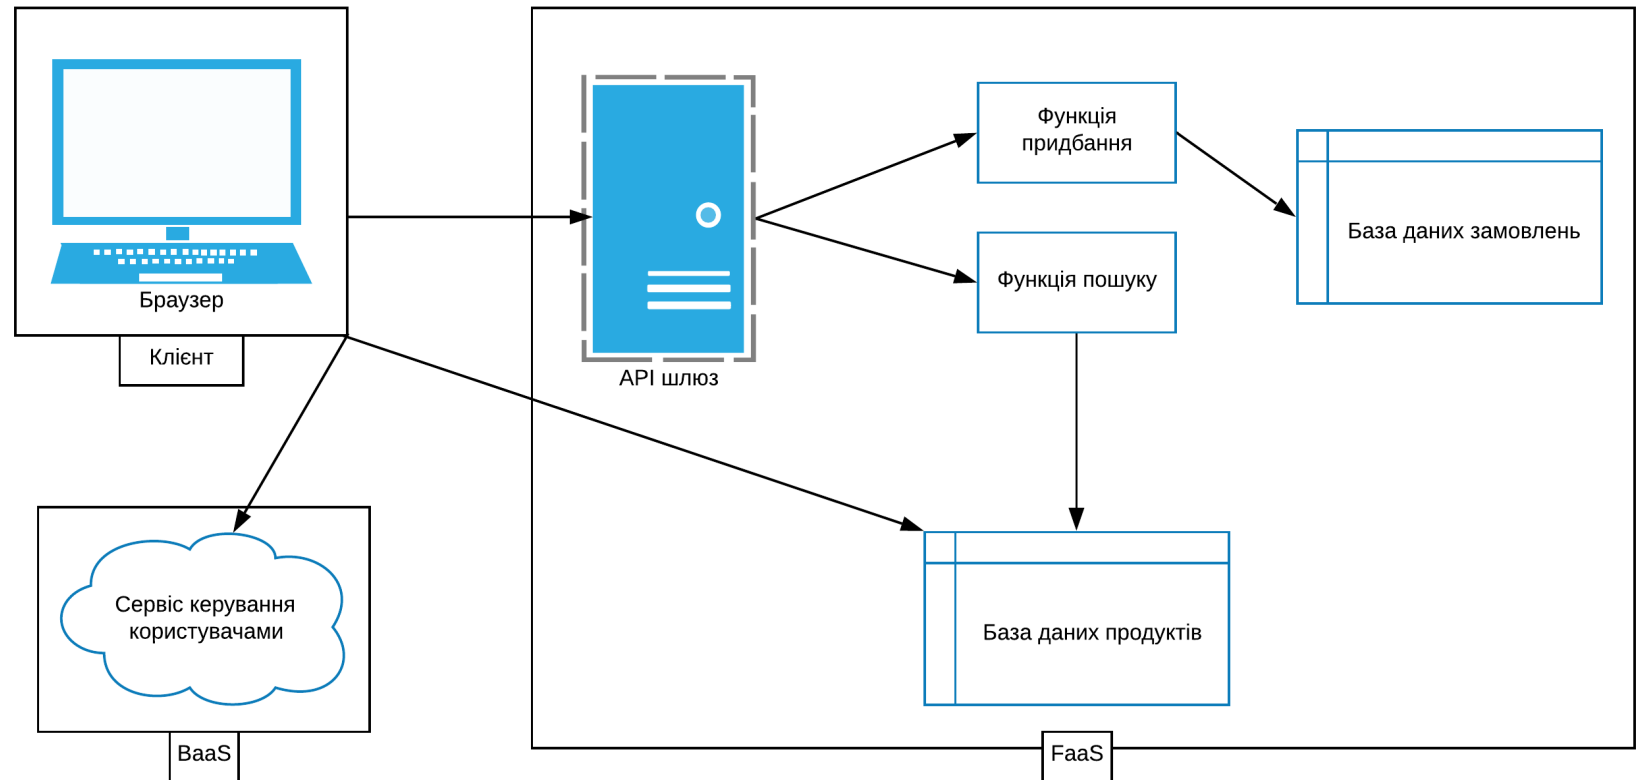 Браузер
Клієнт
API шлюз
Функція
придбання
Функція пошуку
База даних замовлень
База даних продуктів
Сервіс керування
користувачами
BaaS
FaaS